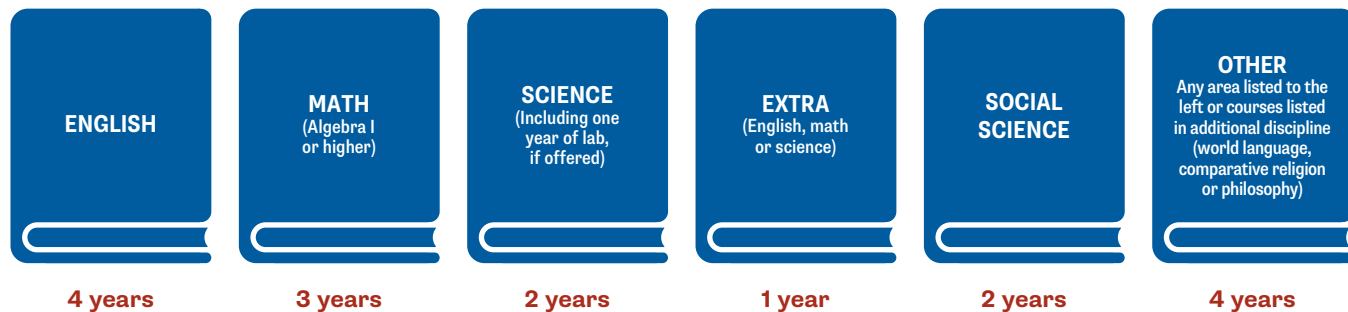 ENGLISH
MATH
(Algebra I
or higher)
SCIENCE
(Including one
year of lab,
if offered)
EXTRA
(English, math
or science)
SOCIAL
SCIENCE
OTHER
Any area listed to the
left or courses listed
in additional discipline
(world language,
comparative religion
or philosophy)
4 years
3 years
2 years
1 year
2 years
4 years